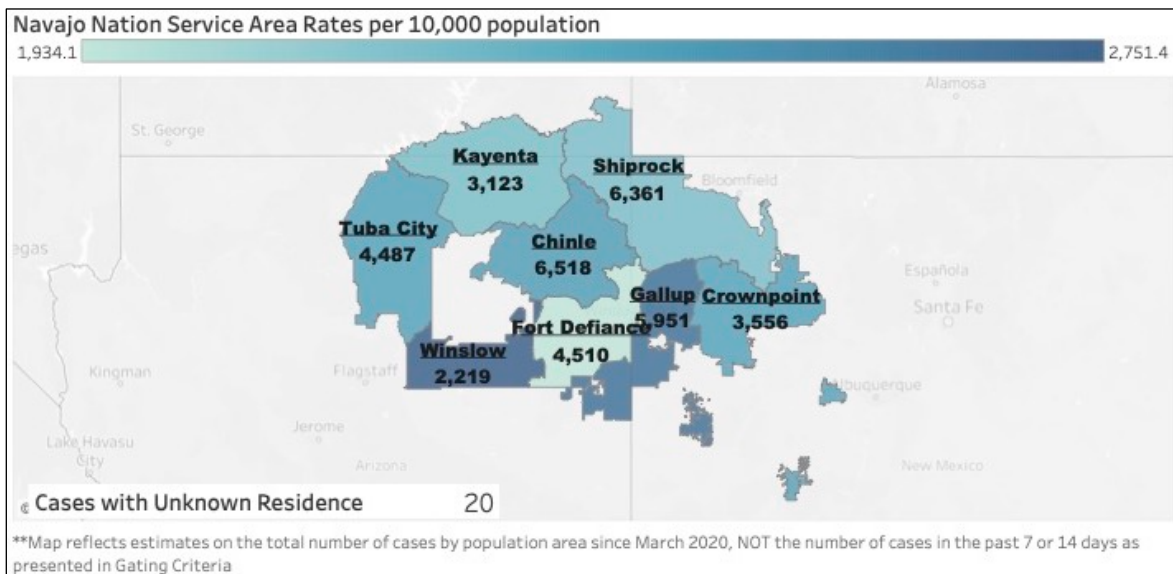 Navajo Nation Service Area Rates per 10,000 population
1,934.1
2,751.4
Alamosa
St. George
Kayenta
3,123
Shiprock
6,361
Bloomfield
Tuba City
4,487
egas
Chinle
6,518
Española
Gallup
5,951
Crownpoint
3,556
Santa Fe
Fort Defiance
4,510
Winslow
2,219
Kingman
Flagstaff
Albuquerque
Jerome
Lake Havasu
City
Arizona
New Mexico
©
Cases with Unknown Residence 20
**Map reflects estimates on the total number of cases by population area since March 2020, NOT the number of cases in the past 7 or 14 days as
presented in Gating Criteria